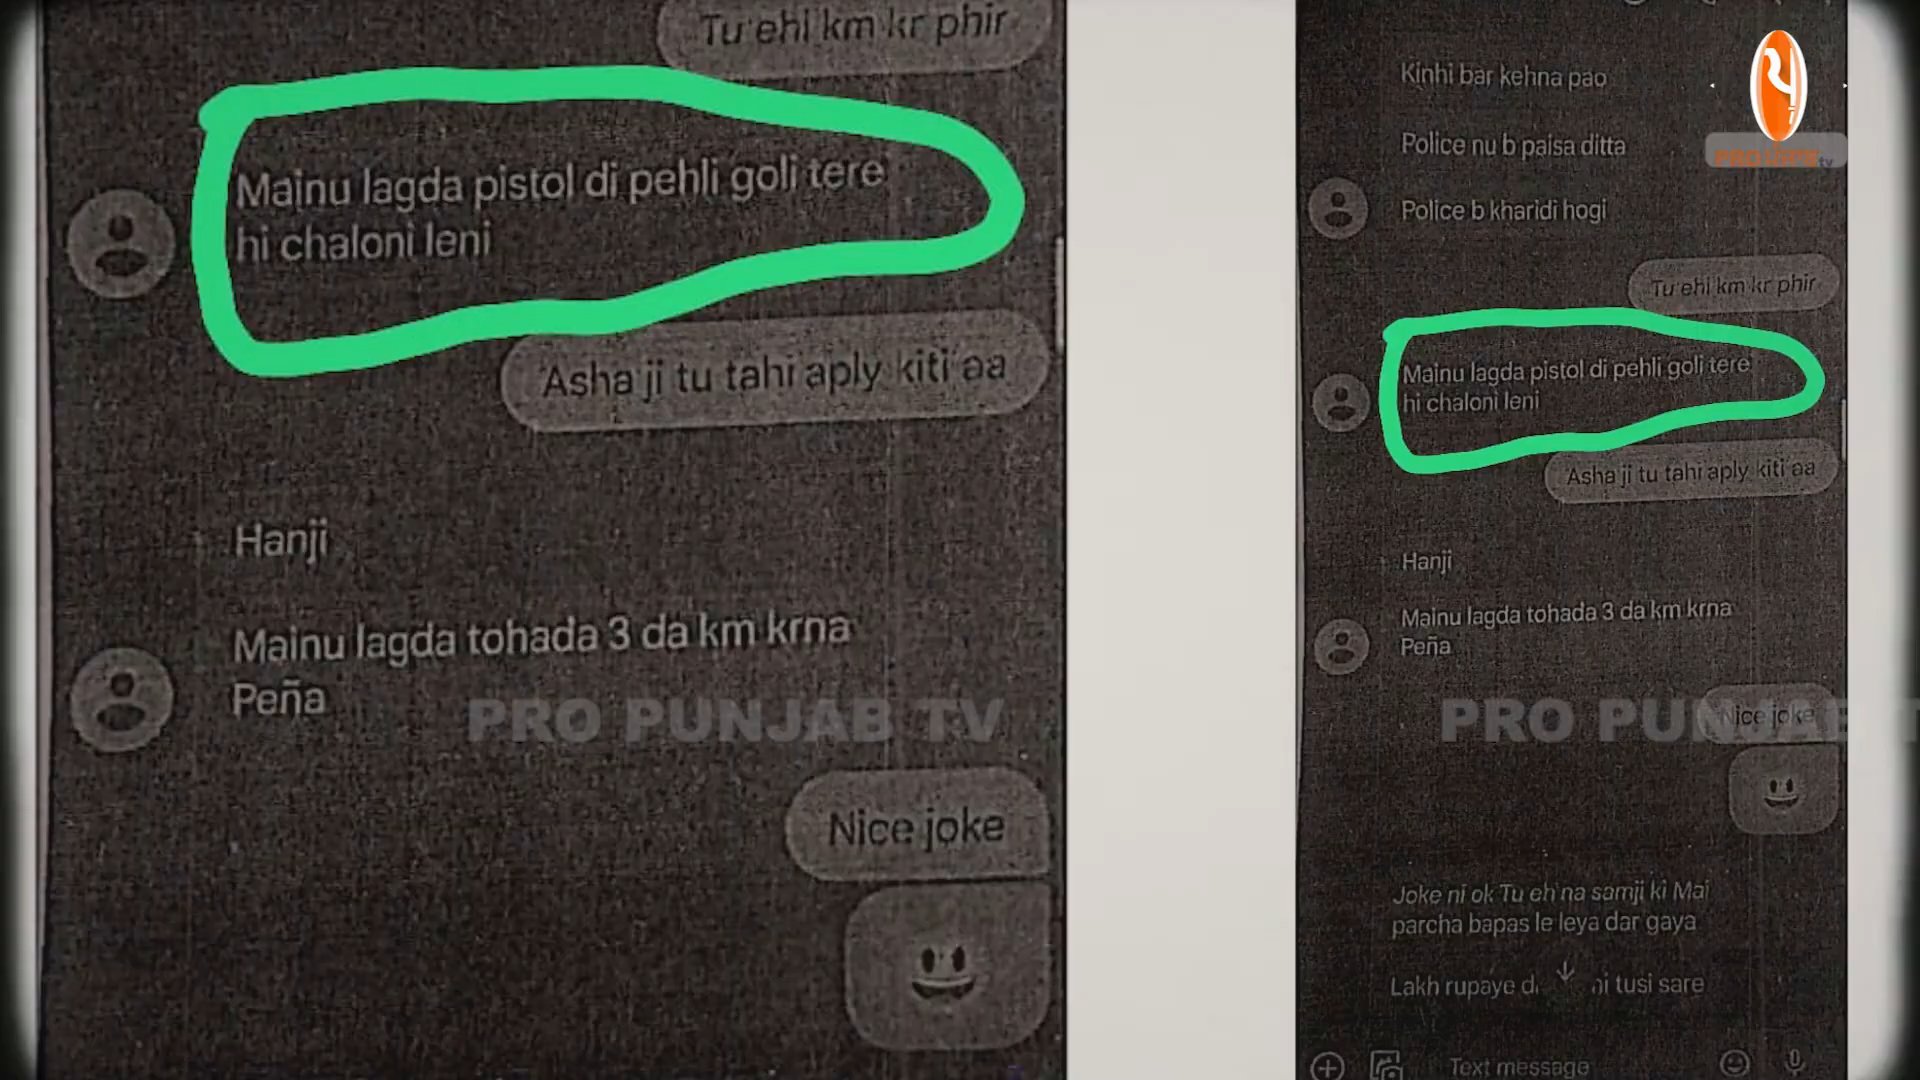 Tu ehi km kr phir
Mainu lagda pistol di pehli goli tere
hi chaloni leni
Asha ji tu tahi aply kiti aa
Hanji
Mainu lagda tohada 3 da km krna
Peña
Nice joke
PRO PUNJAB TV
Kinhi bar kehna pao
Police nu b paisa ditta
Police b kharidi hogi
Tu ehi km kr phir
Mainu lagda pistol di pehli goli tere
hi chaloni leni
Asha ji tu tahi aply kiti aa
Hanji
Mainu lagda tohada 3 da km krna
Peña
Nice joke
PRO PUNJAB T
Joke ni ok Tu eh na samji ki Mai
parcha bapas le leya dar gaya
Lakh rupaye tusi sare
Text message